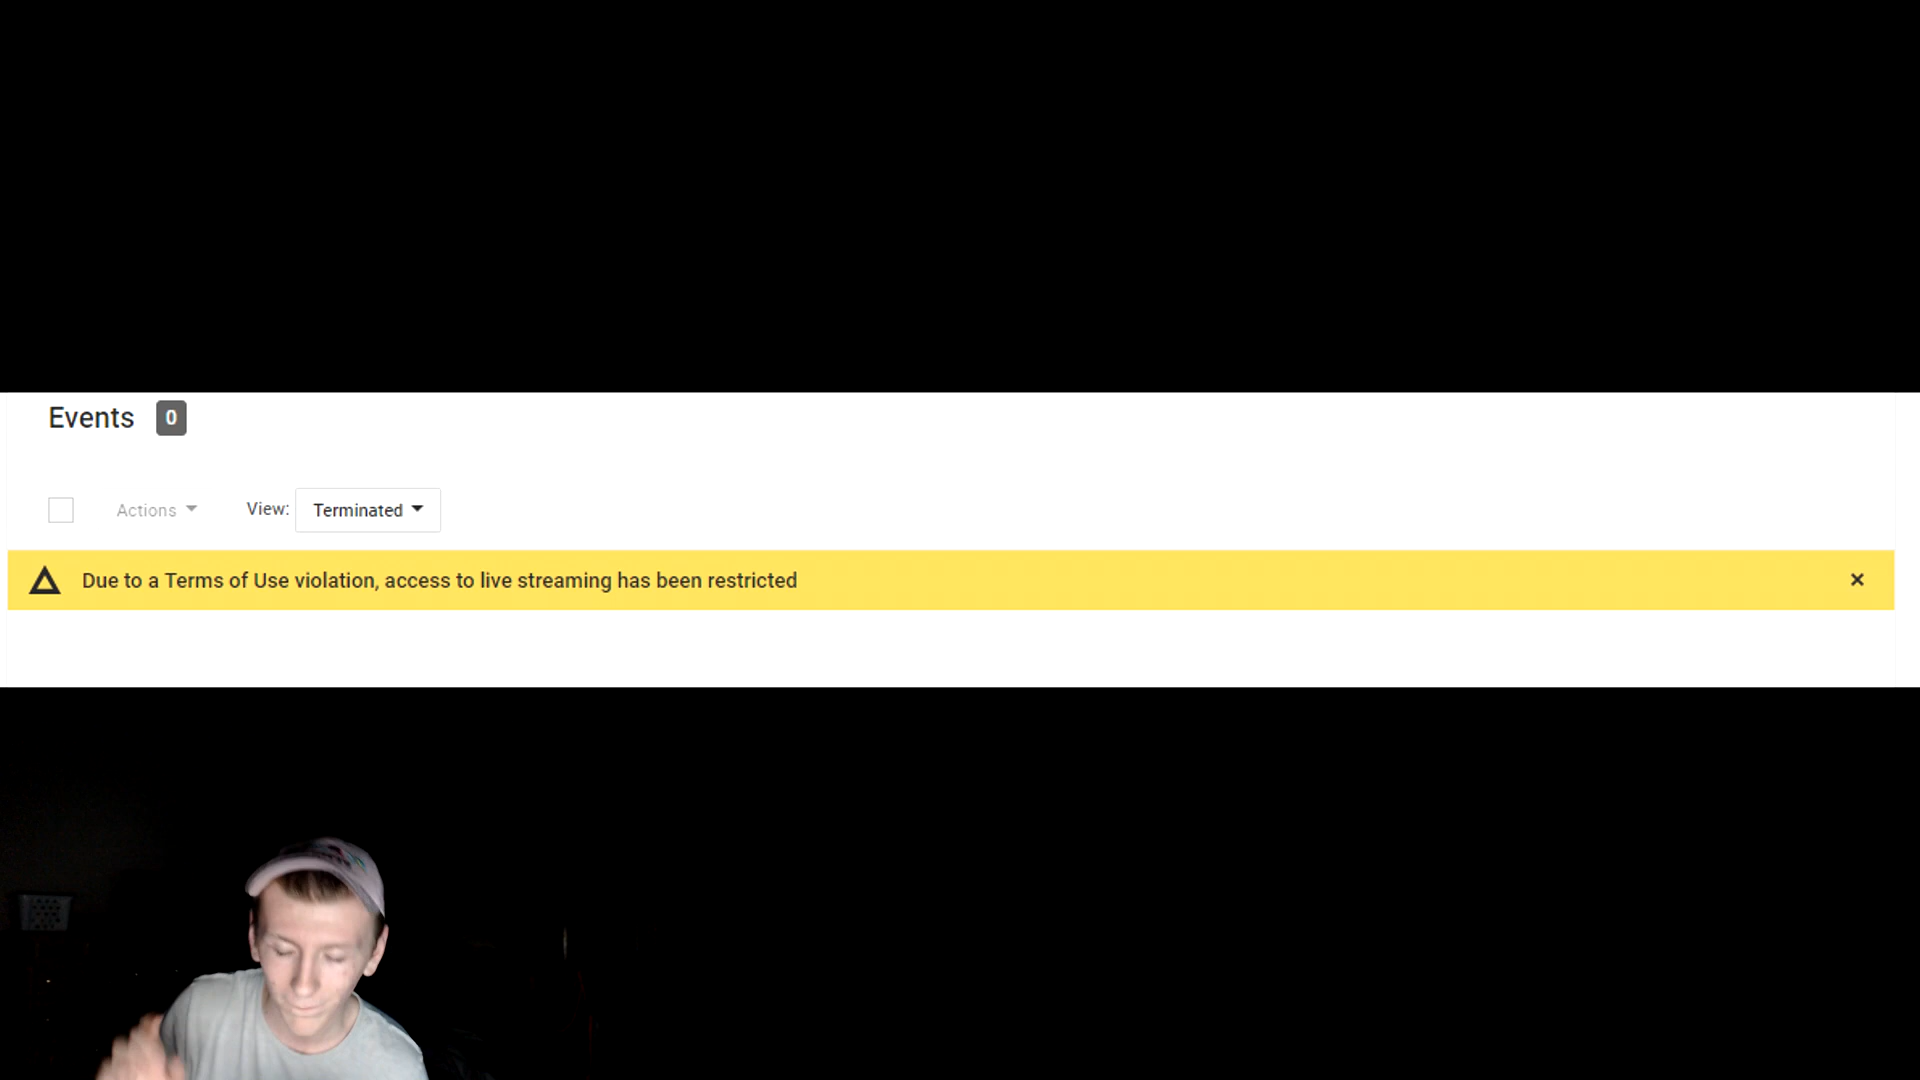 Events 0
Actions View: Terminated
Due to a Terms of Use violation, access to live streaming has been restricted